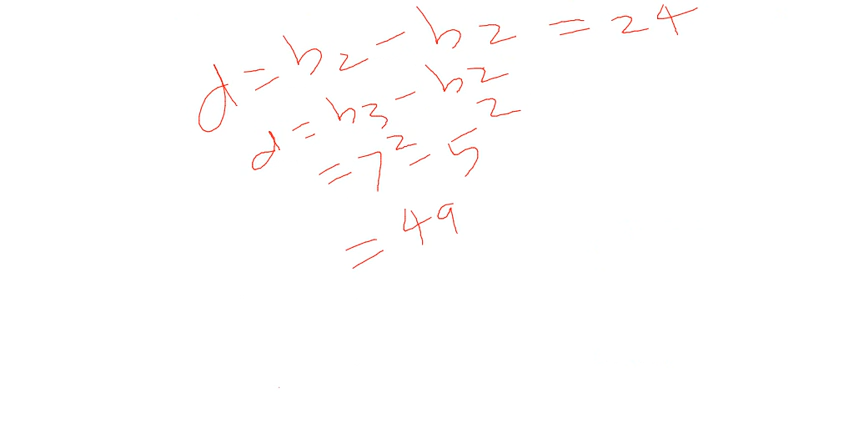 d = b2 - b2 = 24
d = b3 - b2
= 7² - 5²
= 49